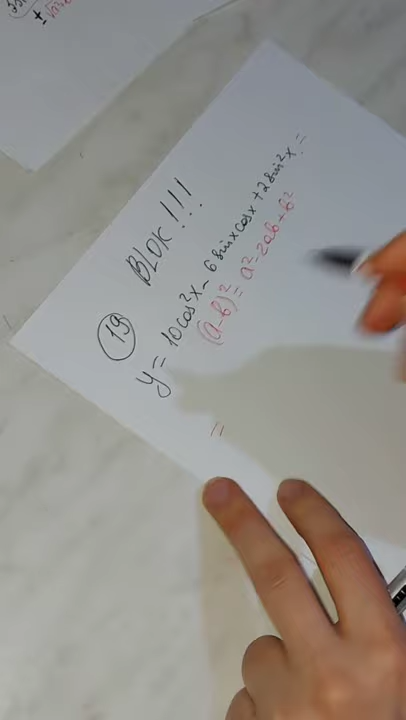 19 BLOK!!!
y = 10cos²x - 6sinxcosx + 2sin²x =
(a-b)² = a² - 2ab + b²
=